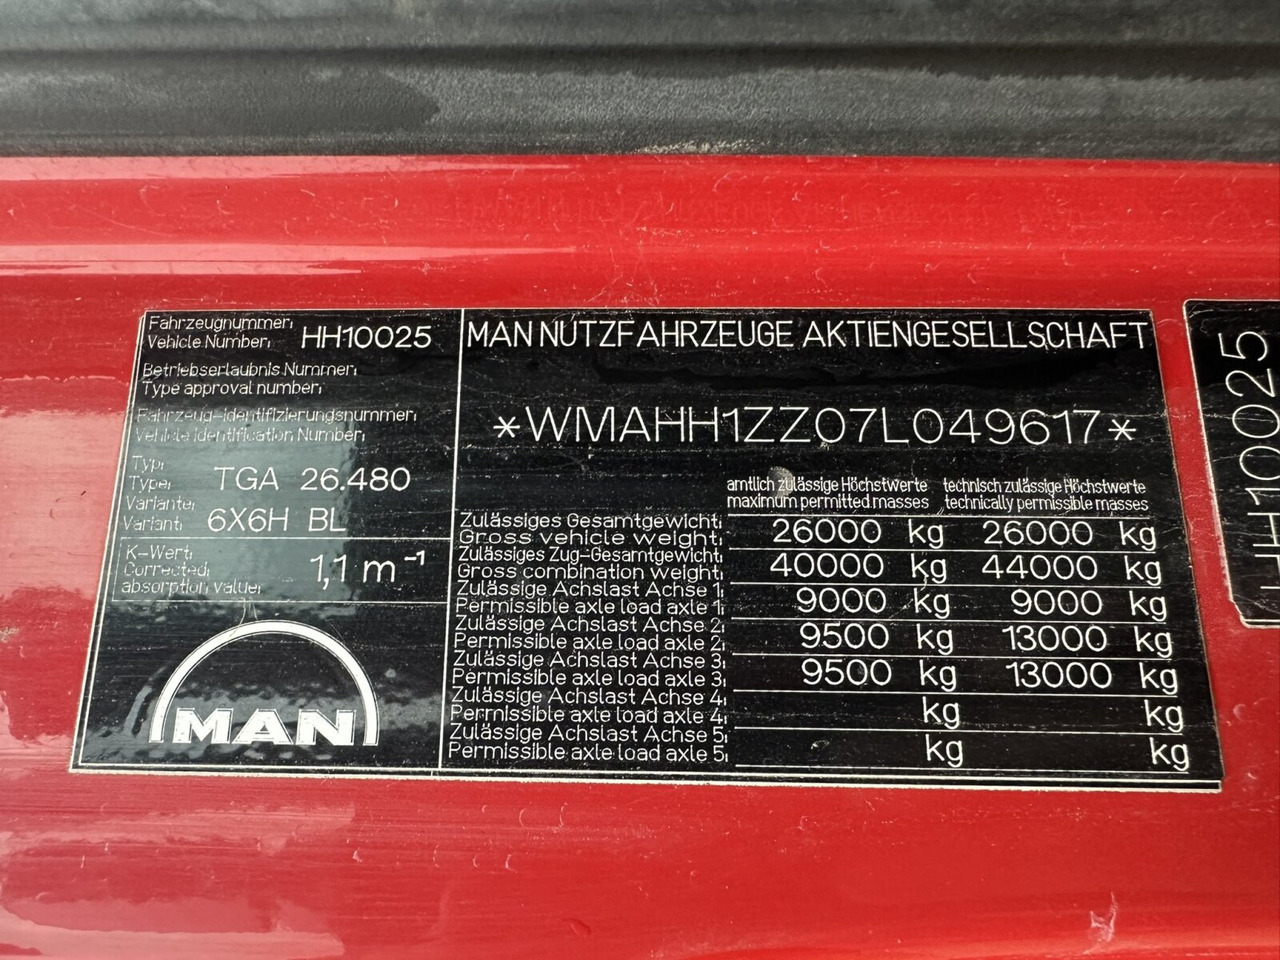 Fahrzeugnummer:
Vehicle Number: HH10025
MAN NUTZFAHRZEUGE AKTIENGESELLSCHAFT
Betriebserlaubnis Nummer:
Type approval number:
Fahrzeug-Identifizierungsnummer:
Vehicle Identification Number:
*WMAHH1ZZ07L049617*
Typ:
Type: TGA 26.480
Variante:
Variant: 6X6H BL
K-Wert:
Corrected:
absorption value: 1,1 m⁻¹
MAN
amtlich zulässige Höchstwerte technisch zulässige Höchstwerte
maximum permitted masses technically permissible masses
Zulässiges Gesamtgewicht:
Gross vehicle weight: 26000 kg 26000 kg
Zulässiges Zug-Gesamtgewicht:
Gross combination weight: 40000 kg 44000 kg
Zulässige Achslast Achse 1:
Permissible axle load axle 1: 9000 kg 9000 kg
Zulässige Achslast Achse 2:
Permissible axle load axle 2: 9500 kg 13000 kg
Zulässige Achslast Achse 3:
Permissible axle load axle 3: 9500 kg 13000 kg
Zulässige Achslast Achse 4:
Permissible axle load axle 4: kg kg
Zulässige Achslast Achse 5:
Permissible axle load axle 5: kg kg
HH10025